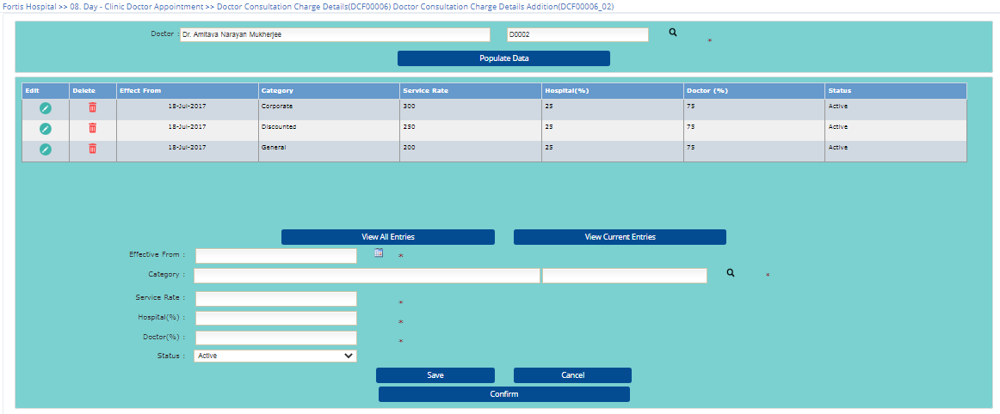 Fortis Hospital >> 08. Day - Clinic Doctor Appointment >> Doctor Consultation Charge Details(DCF00006) Doctor Consultation Charge Details Addition(DCF00006_02)
Doctor : Dr. Amitava Narayan Mukherjee D0002 *
Populate Data
Edit Delete Effect From Category Service Rate Hospital(%) Doctor (%) Status
18-Jul-2017 Corporate 300 25 75 Active
18-Jul-2017 Discounted 250 25 75 Active
18-Jul-2017 General 200 25 75 Active
View All Entries View Current Entries
Effective From : *
Category : *
Service Rate : *
Hospital(%) : *
Doctor(%) : *
Status : Active
Save Cancel
Confirm